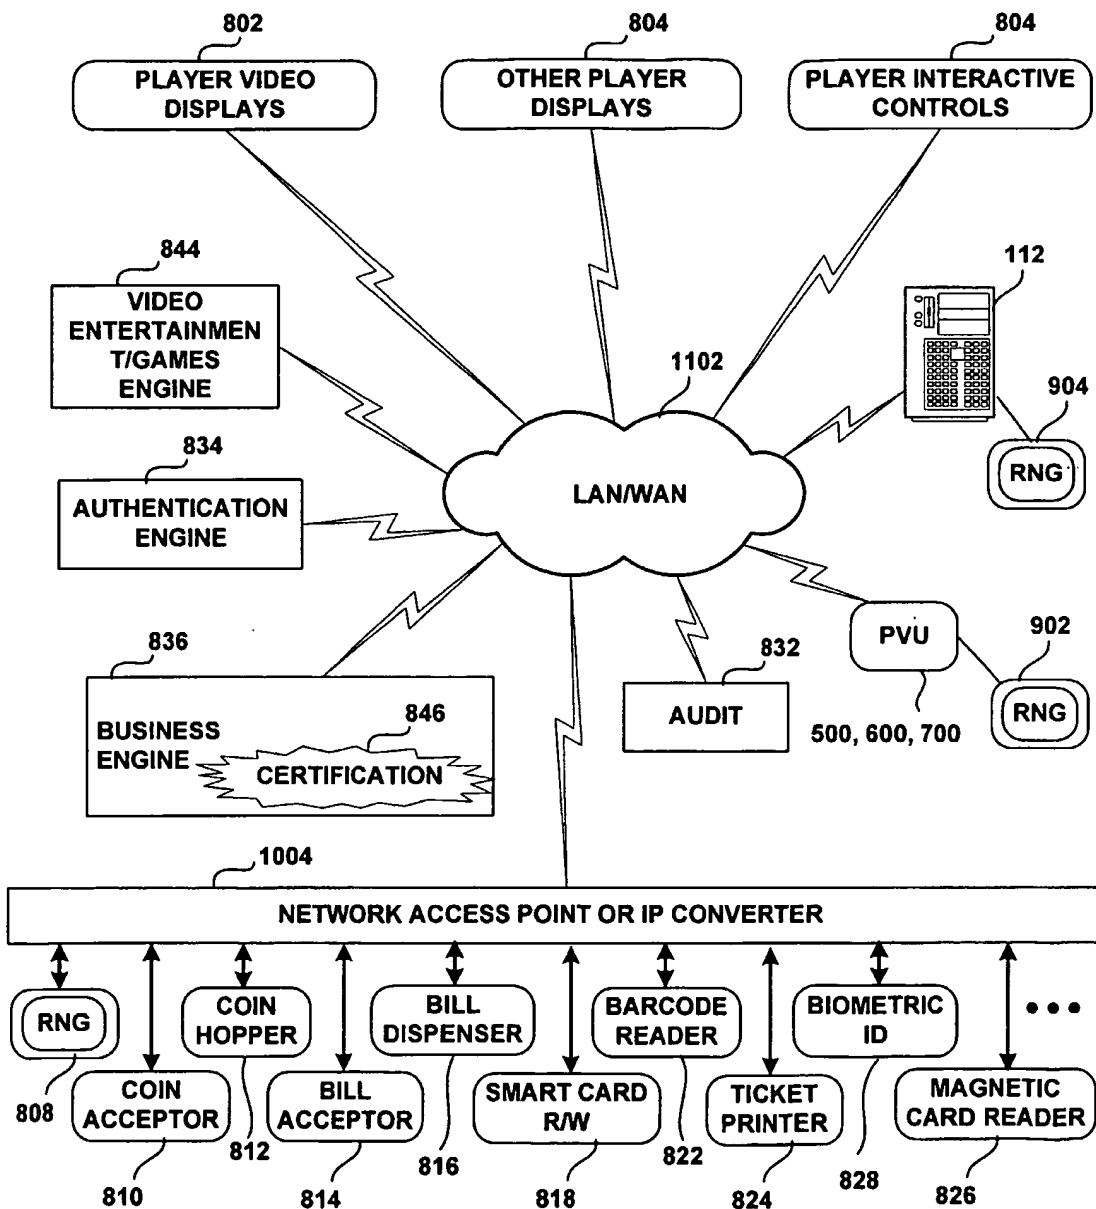 802
804
804
PLAYER VIDEO
DISPLAYS
OTHER PLAYER
DISPLAYS
PLAYER INTERACTIVE
CONTROLS
844
VIDEO
ENTERTAINMEN
T/GAMES
ENGINE
112
1102
904
RNG
834
AUTHENTICATION
ENGINE
LAN/WAN
836
BUSINESS
ENGINE
846
CERTIFICATION
832
AUDIT
PVU
500, 600, 700
902
RNG
1004
NETWORK ACCESS POINT OR IP CONVERTER
RNG
COIN
HOPPER
BILL
DISPENSER
BARCODE
READER
BIOMETRIC
ID
•••
808
COIN
ACCEPTOR
812
BILL
ACCEPTOR
816
SMART CARD
R/W
822
TICKET
PRINTER
828
MAGNETIC
CARD READER
810
814
818
824
826